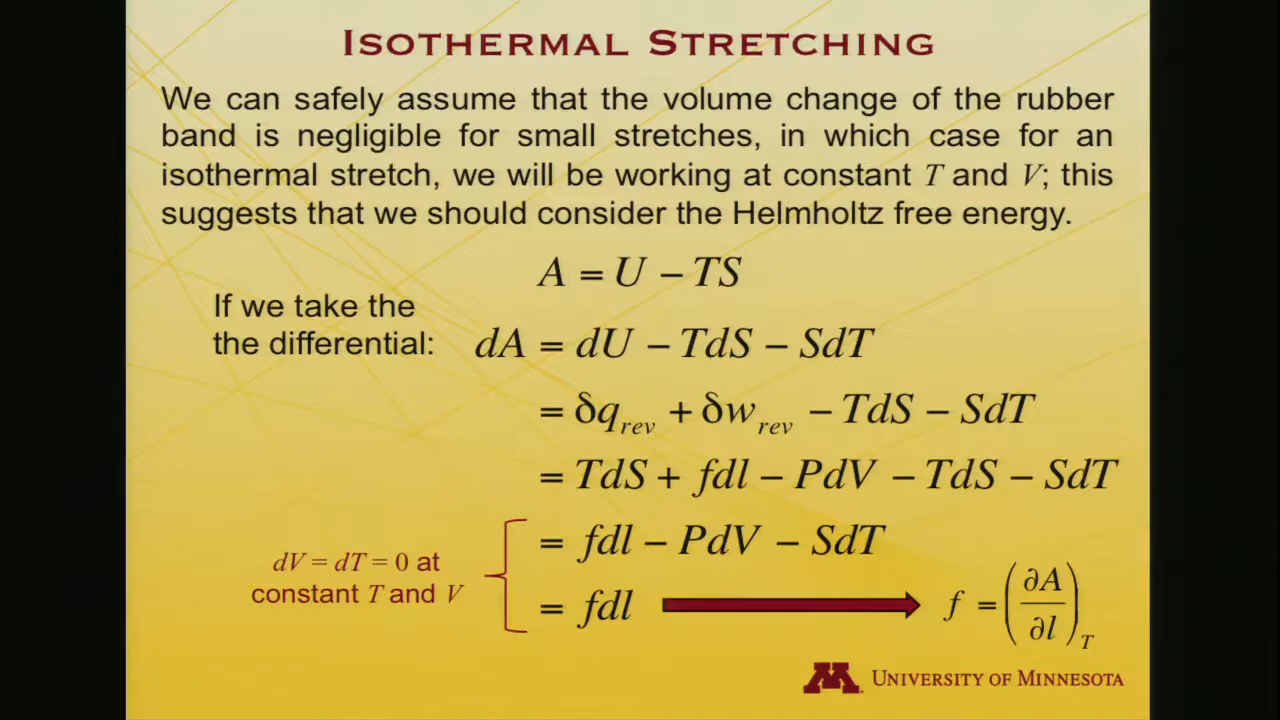 ISOTHERMAL STRETCHING
We can safely assume that the volume change of the rubber
band is negligible for small stretches, in which case for an
isothermal stretch, we will be working at constant T and V; this
suggests that we should consider the Helmholtz free energy.
A = U − TS
If we take the
the differential:
dA = dU − TdS − SdT
= δq_rev + δw_rev − TdS − SdT
= TdS + fdl − PdV − TdS − SdT
= fdl − PdV − SdT
dV = dT = 0 at
constant T and V
= fdl
f = (∂A/∂l)_T
M UNIVERSITY OF MINNESOTA